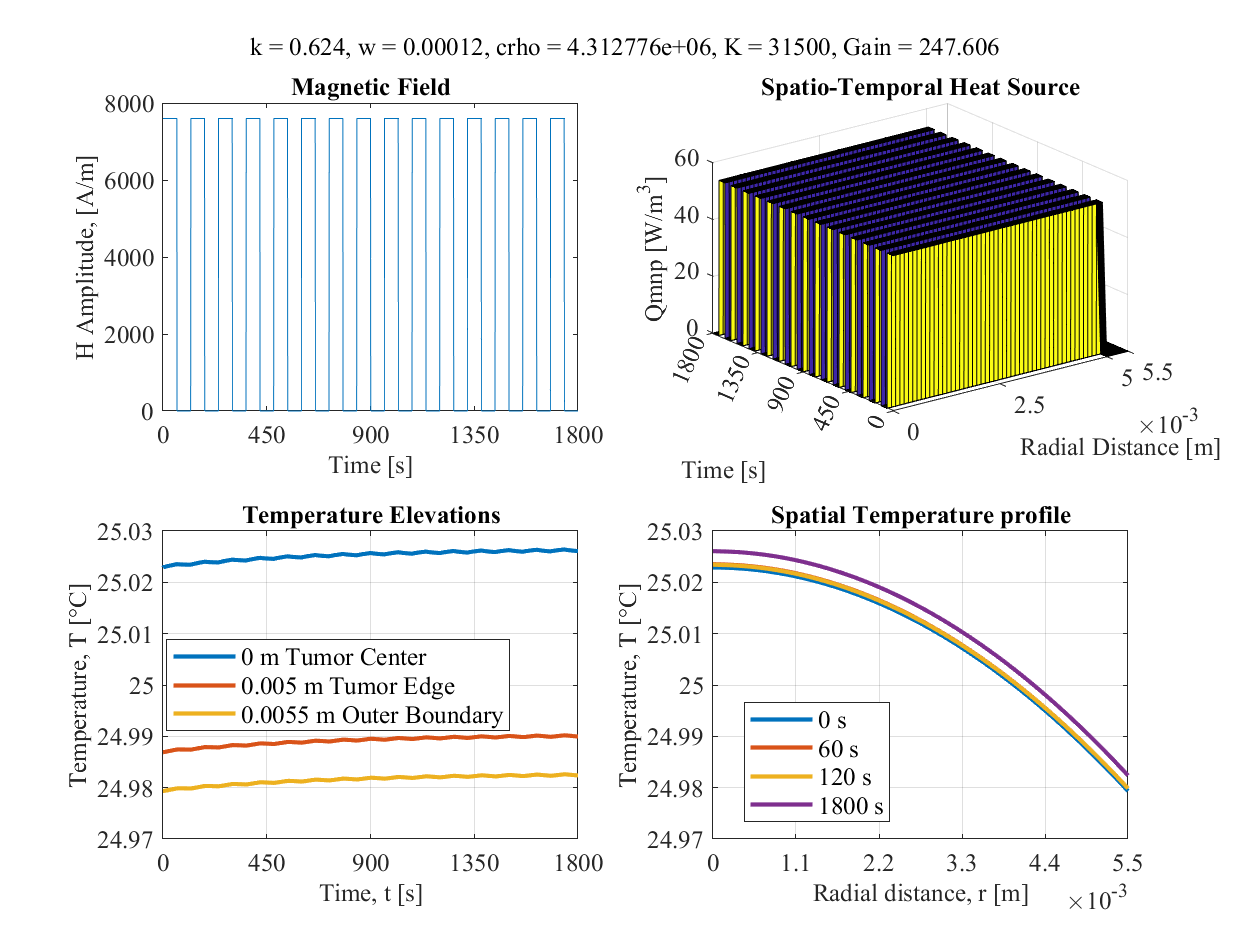 k = 0.624, w = 0.00012, crho = 4.312776e+06, K = 31500, Gain = 247.606
Magnetic Field
8000
6000
4000
2000
0
H Amplitude, [A/m]
0 450 900 1350 1800
Time [s]
Spatio-Temporal Heat Source
60
40
20
0
Qmnp [W/m³]
1800
1350
900
450
0
Time [s]
0
2.5
5
5.5
×10⁻³
Radial Distance [m]
Temperature Elevations
25.03
25.02
25.01
25
24.99
24.98
24.97
Temperature, T [°C]
0 m Tumor Center
0.005 m Tumor Edge
0.0055 m Outer Boundary
0 450 900 1350 1800
Time, t [s]
Spatial Temperature profile
25.03
25.02
25.01
25
24.99
24.98
24.97
Temperature, T [°C]
0 s
60 s
120 s
1800 s
0 1.1 2.2 3.3 4.4 5.5
Radial distance, r [m]
×10⁻³